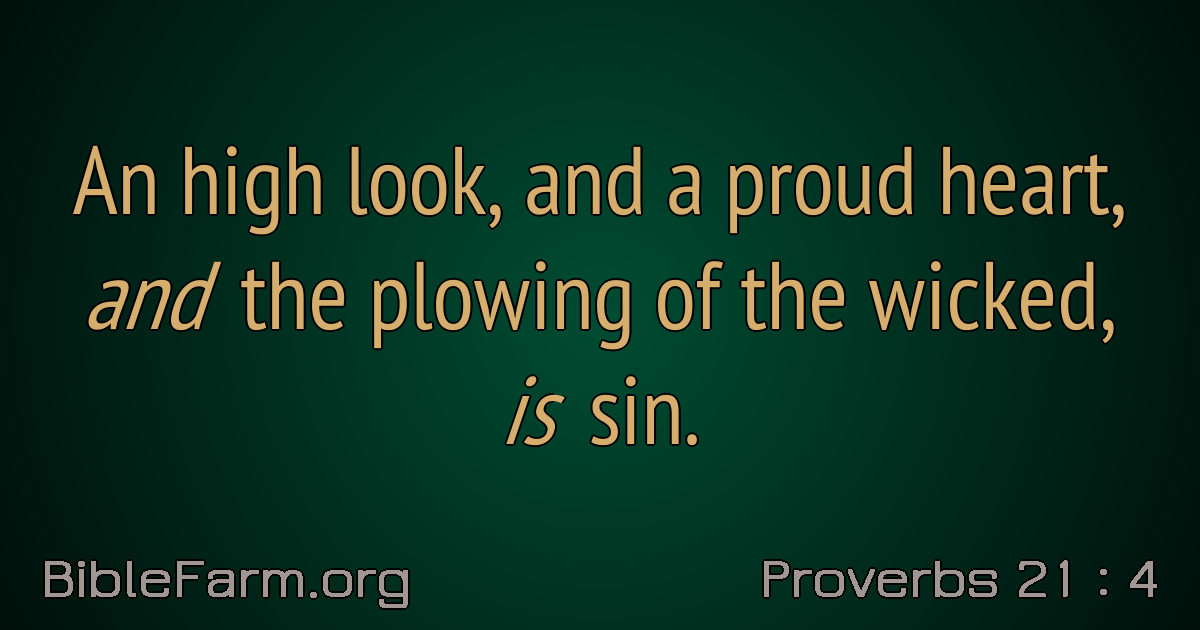 An high look, and a proud heart,
and the plowing of the wicked,
is sin.
BibleFarm.org
Proverbs 21 : 4